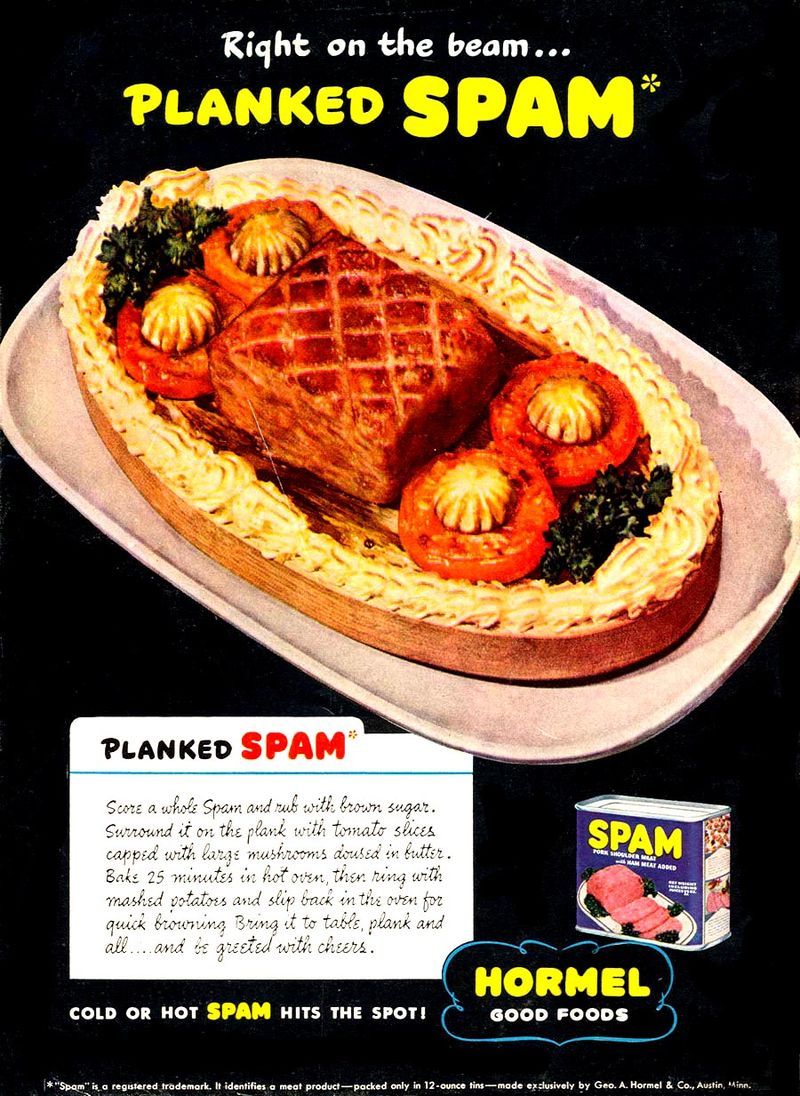 Right on the beam...
PLANKED SPAM*
PLANKED SPAM*
Score a whole Spam and rub with brown sugar.
Surround it on the plank with tomato slices
capped with large mushrooms doused in butter.
Bake 25 minutes in hot oven, then ring with
mashed potatoes and slip back in the oven for
quick browning. Bring it to table, plank and
all....and be greeted with cheers.
SPAM
PORK SHOULDER MEAT
with HAM MEAT ADDED
HORMEL
GOOD FOODS
COLD OR HOT SPAM HITS THE SPOT!
*"Spam" is a registered trademark. It identifies a meat product—packed only in 12-ounce tins—made exclusively by Geo. A. Hormel & Co., Austin, Minn.